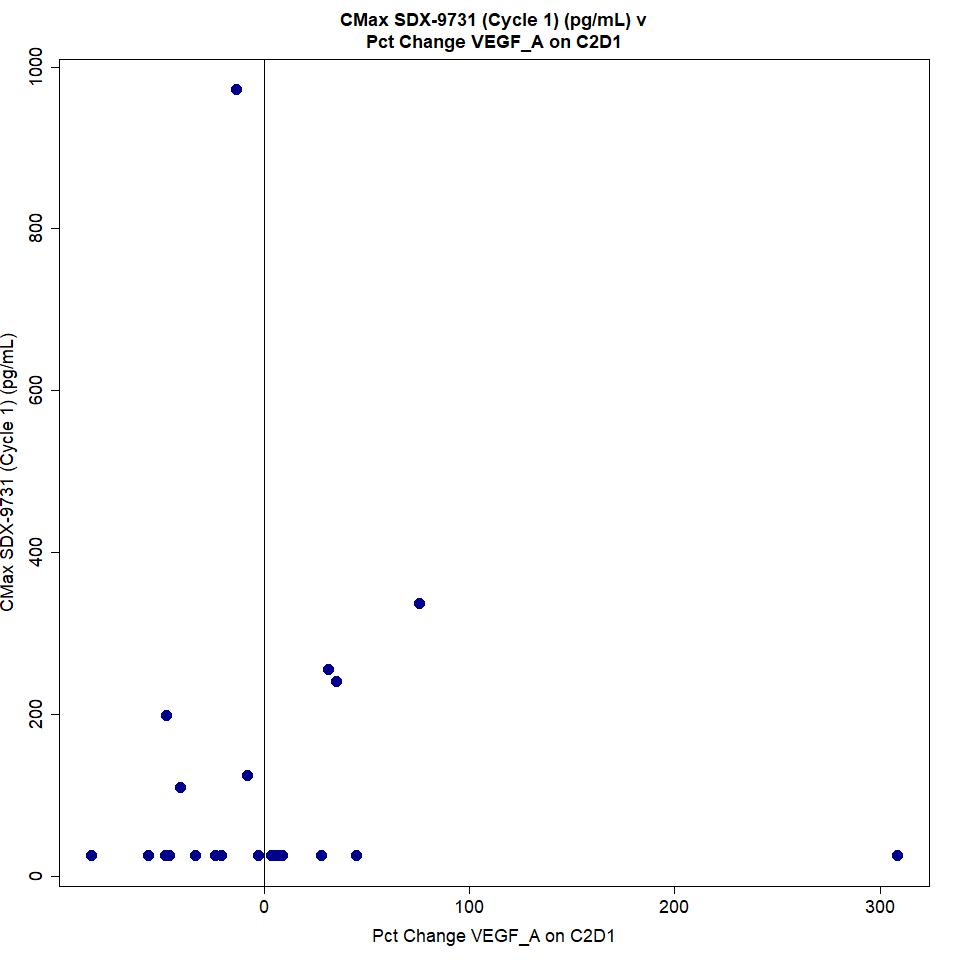 CMax SDX-9731 (Cycle 1) (pg/mL) v
Pct Change VEGF_A on C2D1
CMax SDX-9731 (Cycle 1) (pg/mL)
1000
800
600
400
200
0
0 100 200 300
Pct Change VEGF_A on C2D1